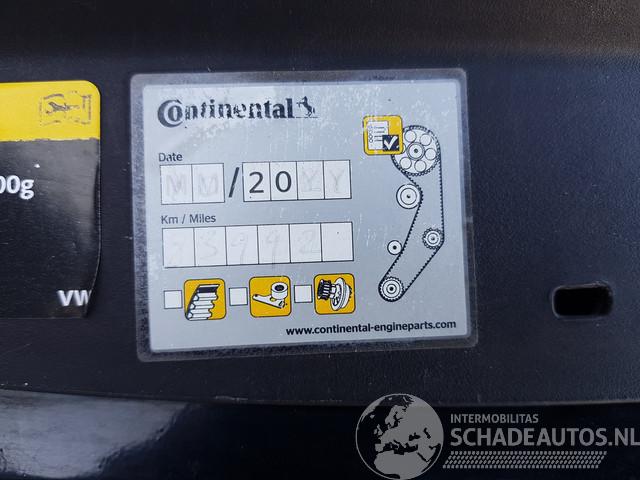 Continental
Date
MM/20YY
Km / Miles
00g
VW
www.continental-engineparts.com
INTERMOBILITAS
SCHADEAUTOS.NL